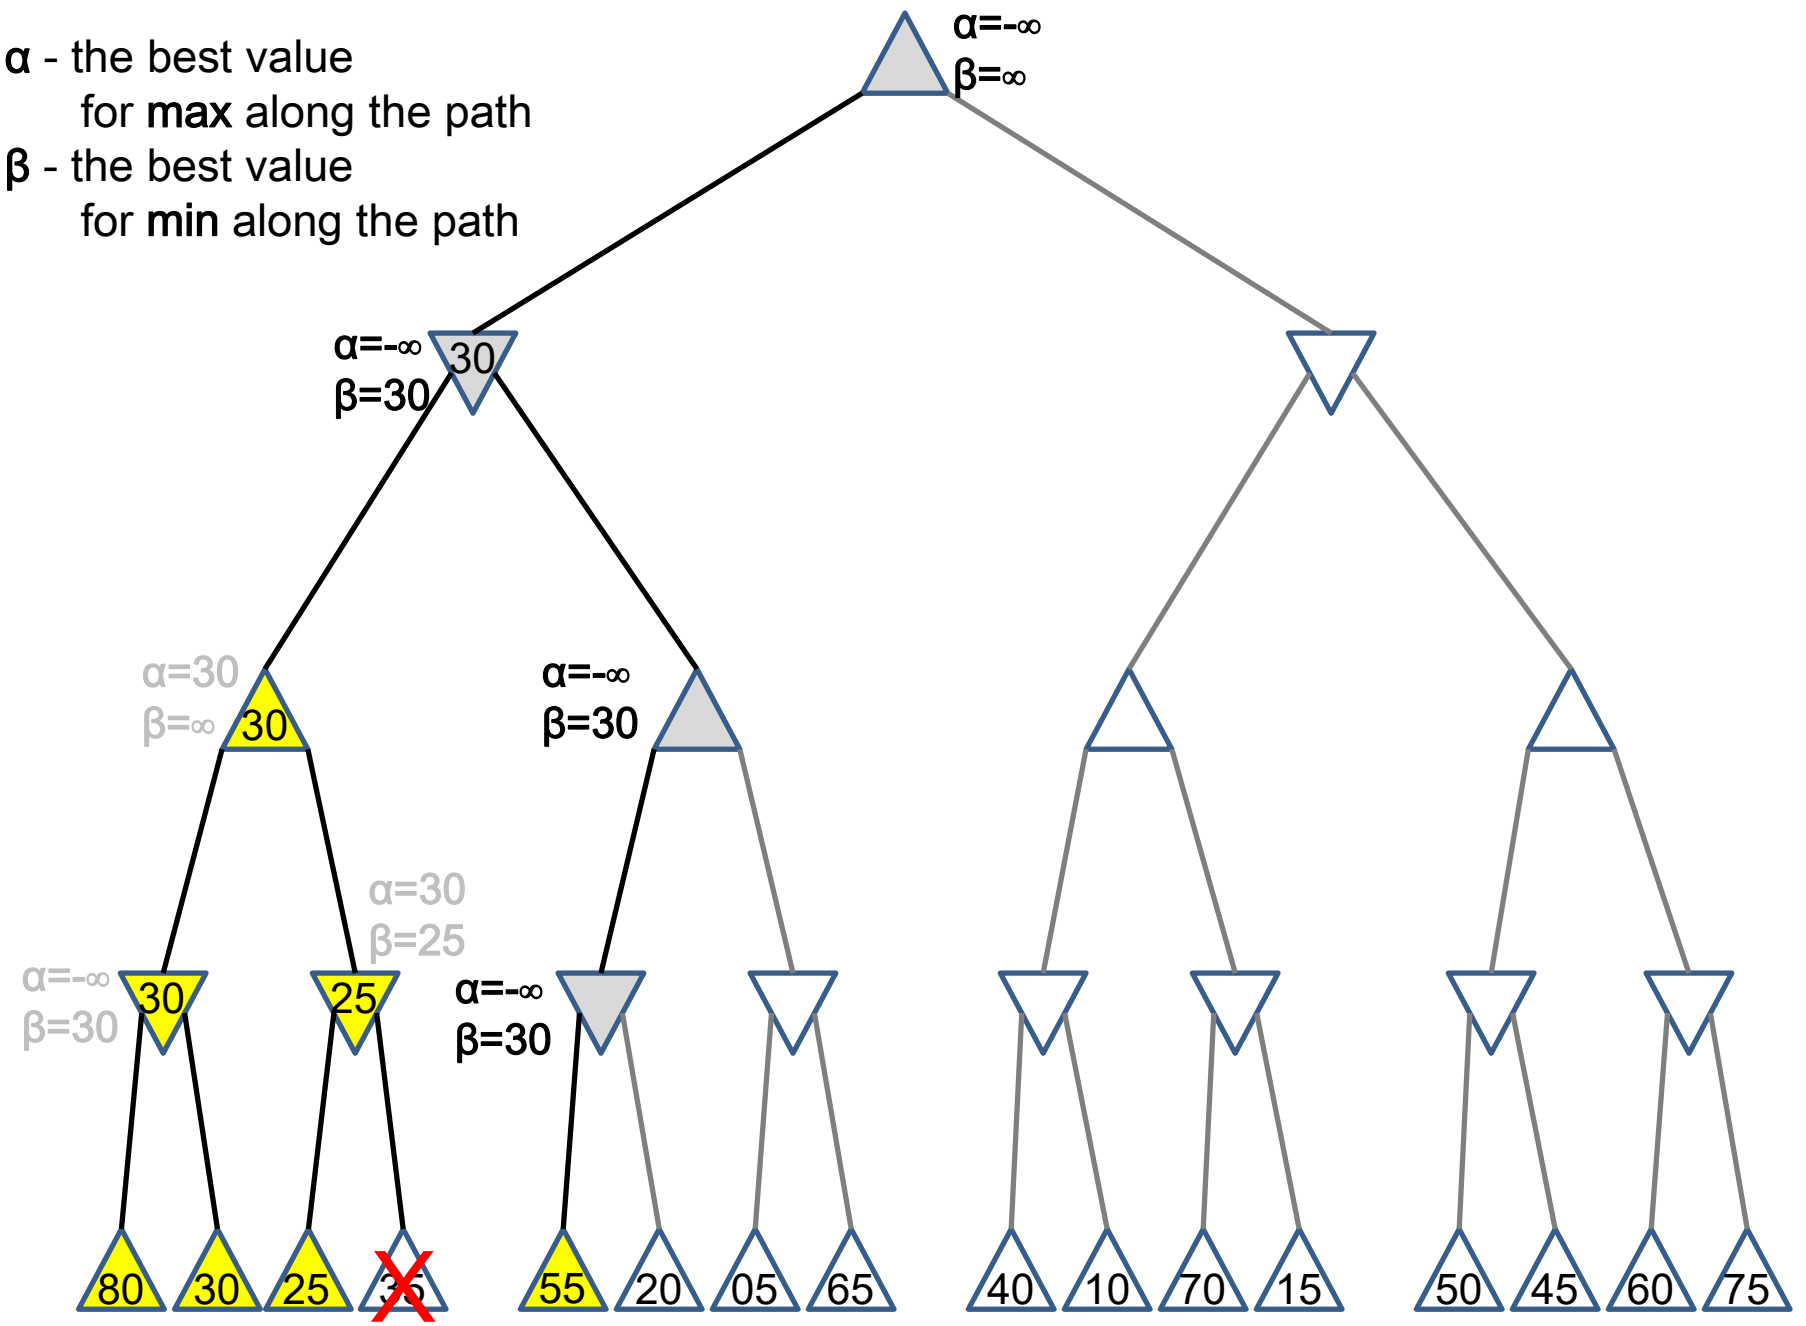 α - the best value
for max along the path
β - the best value
for min along the path
α=-∞
β=∞
α=-∞
β=30
30
α=30
β=∞
30
α=-∞
β=30
α=30
β=25
α=-∞
β=30
30
25
α=-∞
β=30
80 30 25 35 X 55 20 05 65 40 10 70 15 50 45 60 75